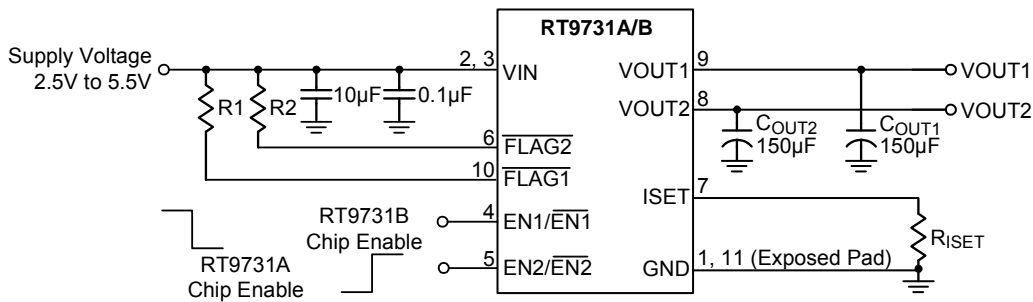 RT9731A/B
Supply Voltage
2.5V to 5.5V
2, 3
VIN
R1
R2
10µF
0.1µF
6
FLAG2
10
FLAG1
RT9731B
Chip Enable
4
EN1/EN1
5
EN2/EN2
RT9731A
Chip Enable
VOUT1
9
VOUT1
VOUT2
8
VOUT2
COUT2
150µF
COUT1
150µF
ISET
7
RISET
GND
1, 11 (Exposed Pad)